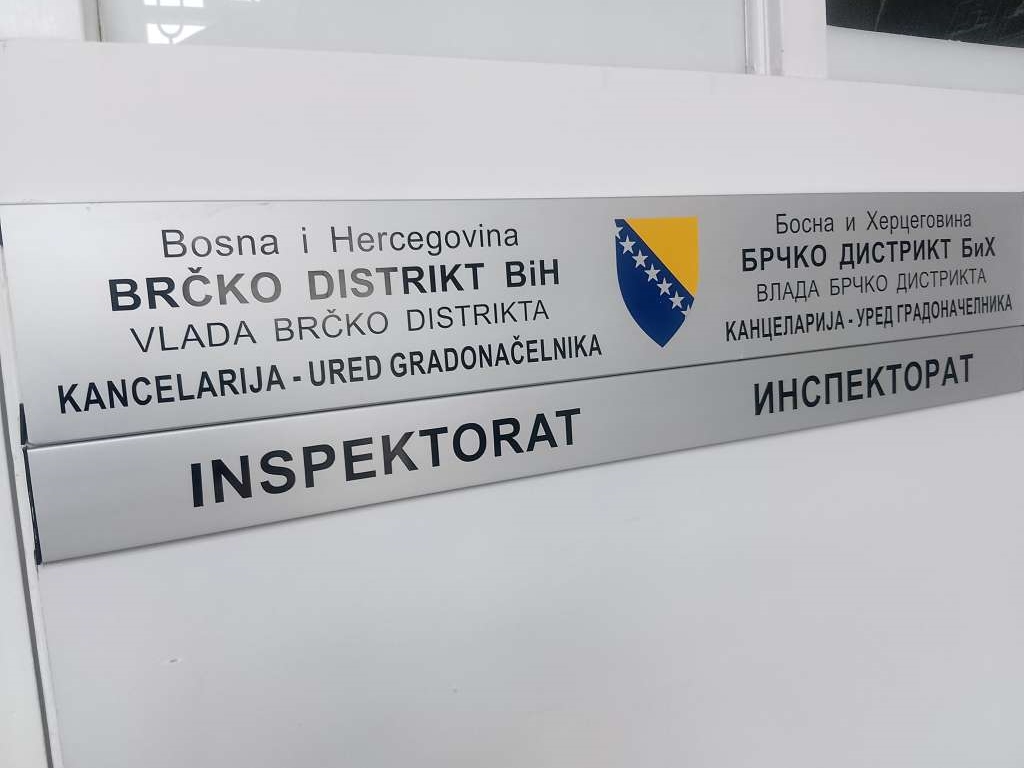 Bosna i Hercegovina
BRČKO DISTRIKT BiH
VLADA BRČKO DISTRIKTA
KANCELARIJA - URED GRADONAČELNIKA
Босна и Херцеговина
БРЧКО ДИСТРИКТ БиХ
ВЛАДА БРЧКО ДИСТРИКТА
КАНЦЕЛАРИЈА - УРЕД ГРАДОНАЧЕЛНИКА
INSPEKTORAT
ИНСПЕКТОРАТ